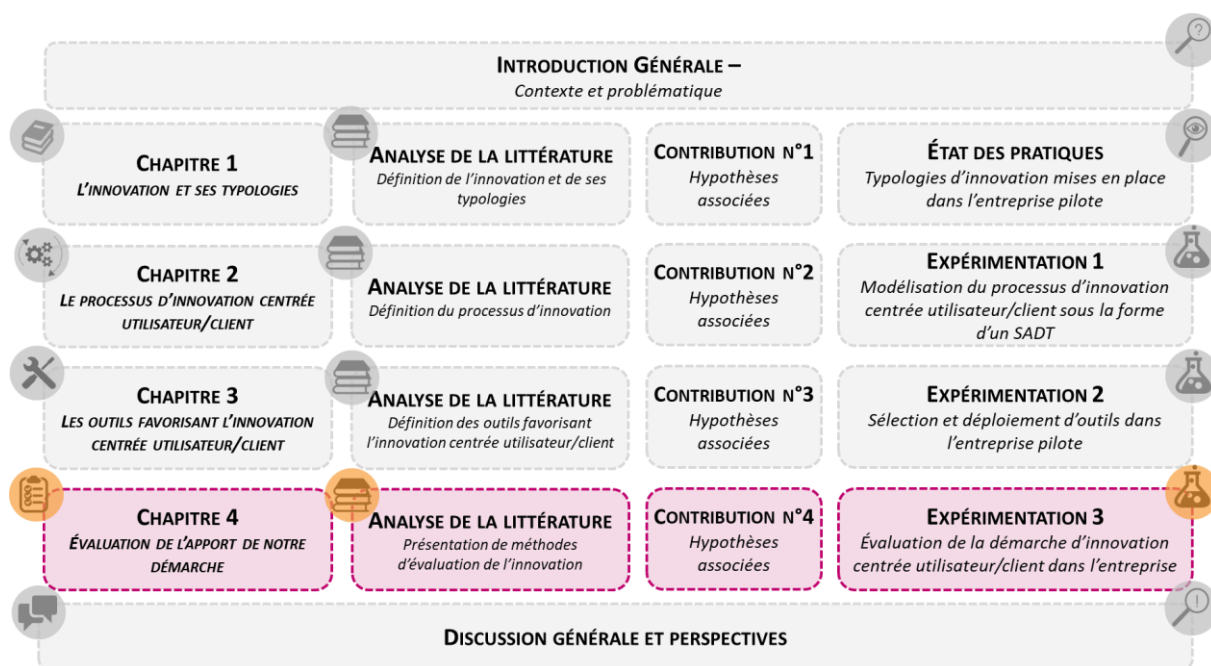 INTRODUCTION GÉNÉRALE –
Contexte et problématique
CHAPITRE 1
L'INNOVATION ET SES TYPOLOGIES
ANALYSE DE LA LITTÉRATURE
Définition de l'innovation et de ses
typologies
CONTRIBUTION N°1
Hypothèses
associées
ÉTAT DES PRATIQUES
Typologies d'innovation mises en place
dans l'entreprise pilote
CHAPITRE 2
LE PROCESSUS D'INNOVATION CENTRÉE
UTILISATEUR/CLIENT
ANALYSE DE LA LITTÉRATURE
Définition du processus d'innovation
CONTRIBUTION N°2
Hypothèses
associées
EXPÉRIMENTATION 1
Modélisation du processus d'innovation
centrée utilisateur/client sous la forme
d'un SADT
CHAPITRE 3
LES OUTILS FAVORISANT L'INNOVATION
CENTRÉE UTILISATEUR/CLIENT
ANALYSE DE LA LITTÉRATURE
Définition des outils favorisant
l'innovation centrée utilisateur/client
CONTRIBUTION N°3
Hypothèses
associées
EXPÉRIMENTATION 2
Sélection et déploiement d'outils dans
l'entreprise pilote
CHAPITRE 4
ÉVALUATION DE L'APPORT DE NOTRE
DÉMARCHE
ANALYSE DE LA LITTÉRATURE
Présentation de méthodes
d'évaluation de l'innovation
CONTRIBUTION N°4
Hypothèses
associées
EXPÉRIMENTATION 3
Évaluation de la démarche d'innovation
centrée utilisateur/client dans l'entreprise
DISCUSSION GÉNÉRALE ET PERSPECTIVES